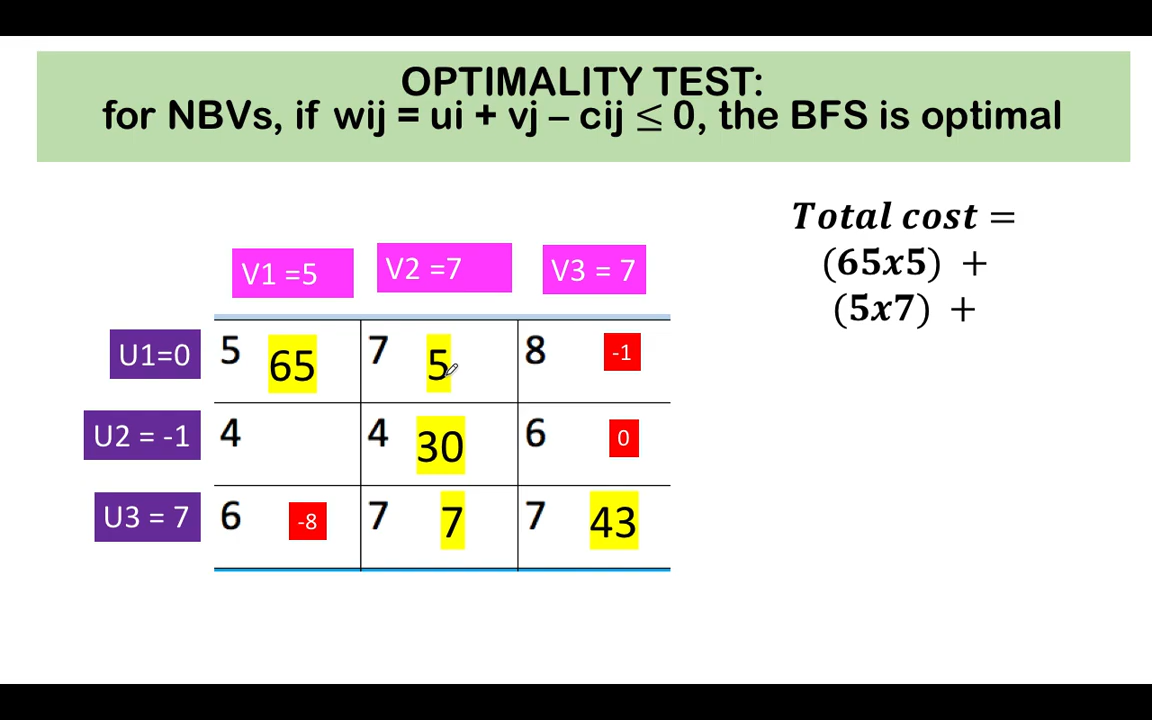 OPTIMALITY TEST:
for NBVs, if wij = ui + vj – cij ≤ 0, the BFS is optimal
Total cost =
(65x5) +
(5x7) +
V1 =5 V2 =7 V3 = 7
U1=0 5 65 7 5 8 -1
U2 = -1 4 4 30 6 0
U3 = 7 6 -8 7 7 7 43